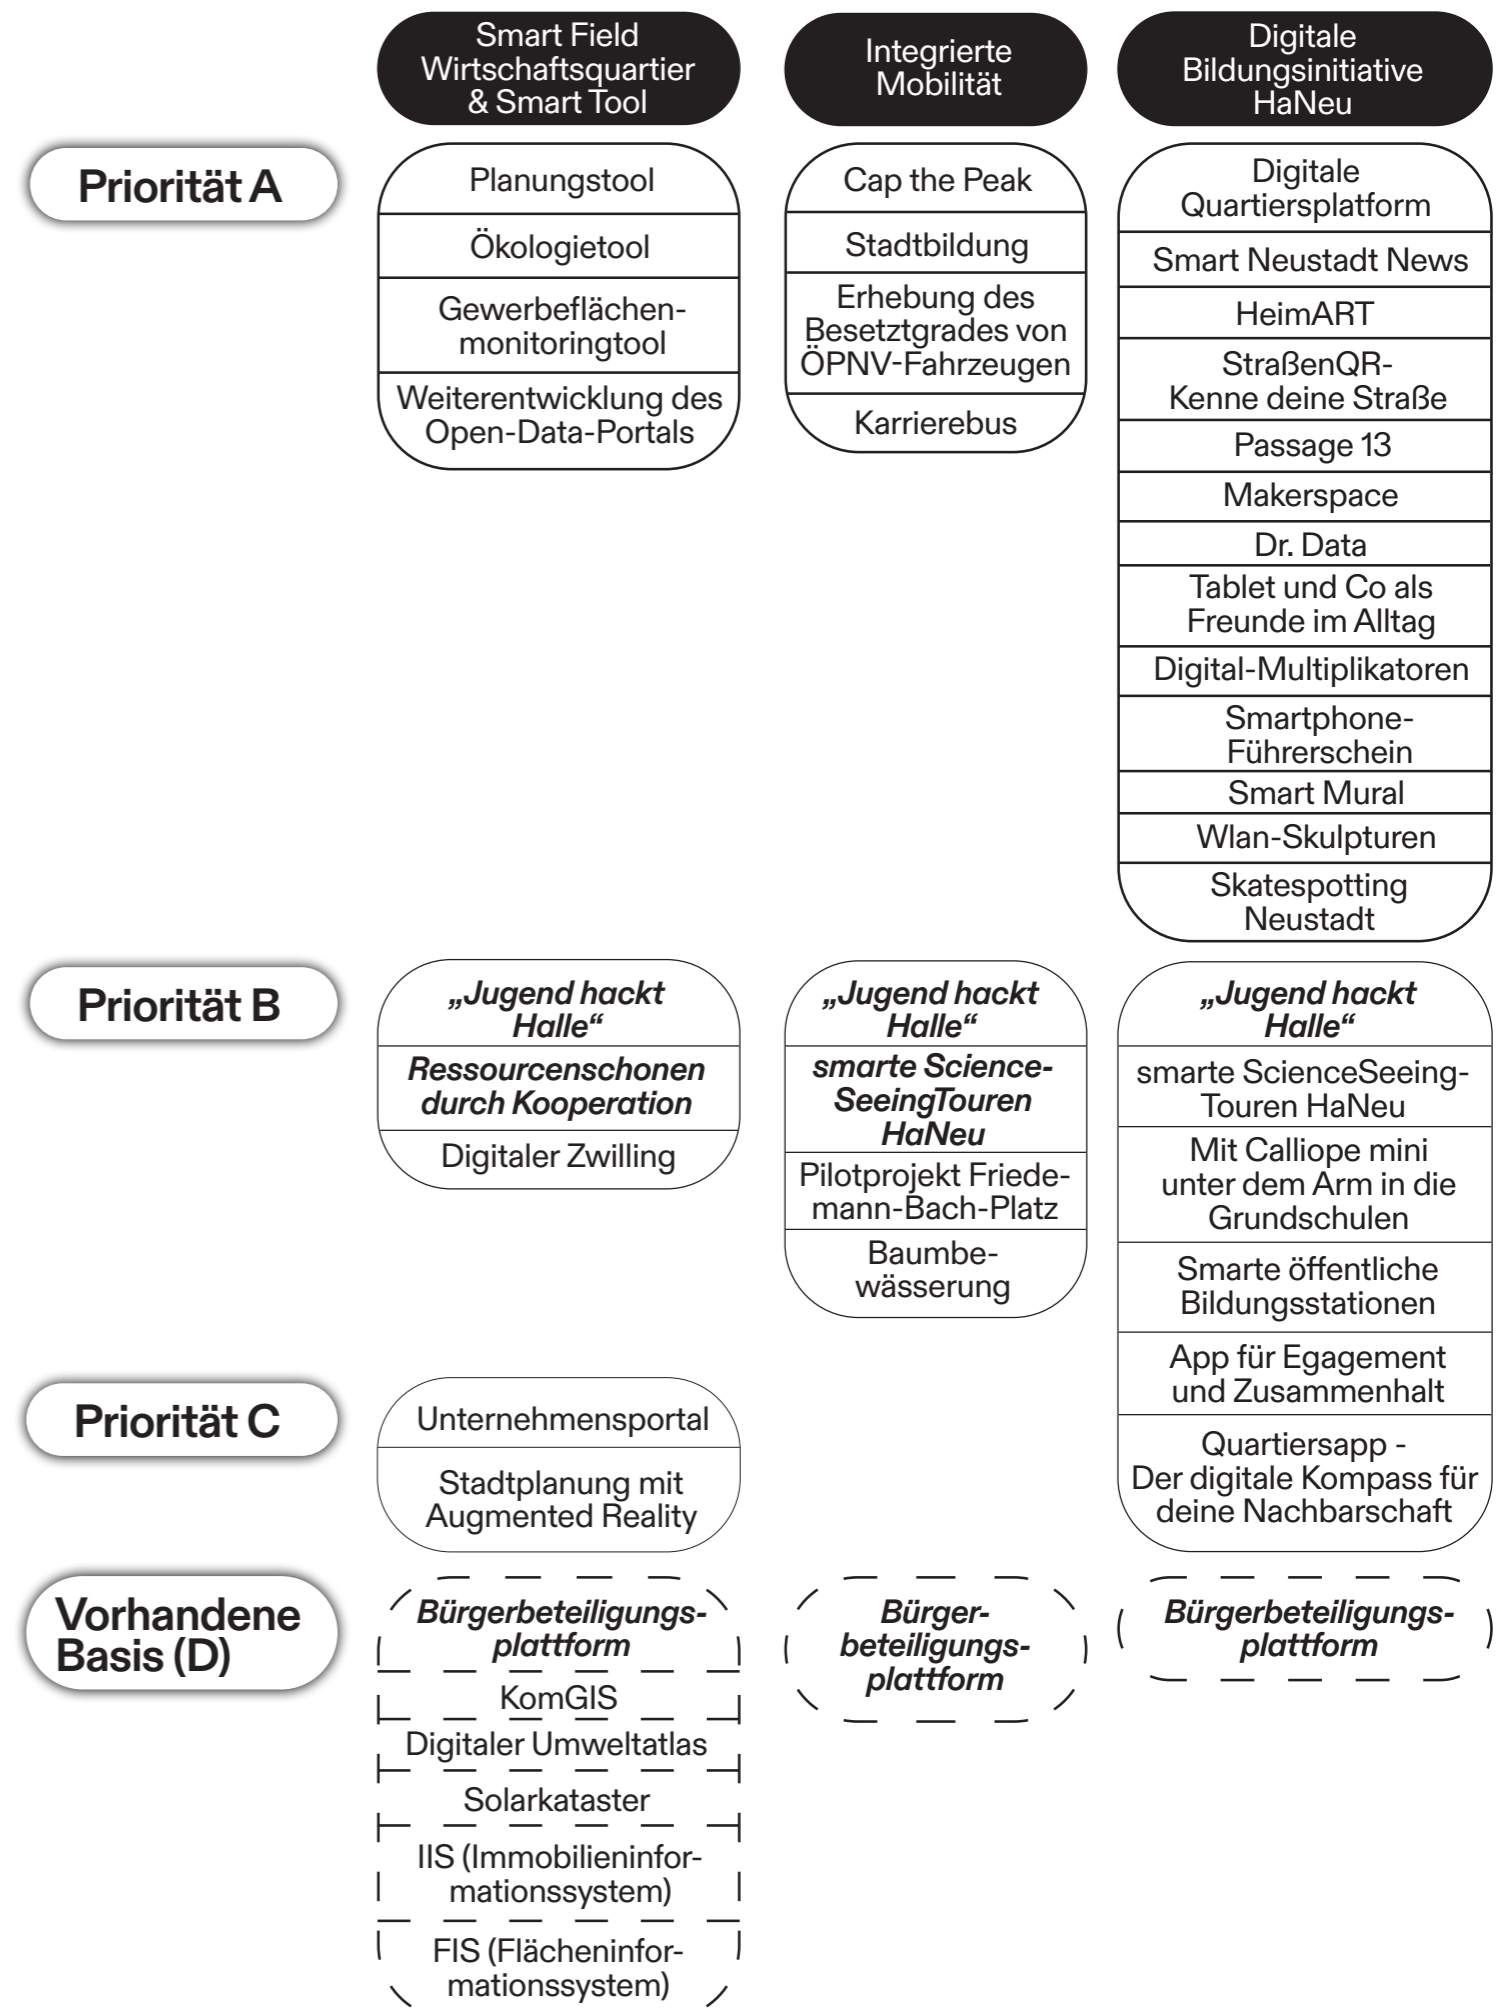 Smart Field
Wirtschaftsquartier
& Smart Tool
Integrierte
Mobilität
Digitale
Bildungsinitiative
HaNeu
Priorität A
Planungstool
Ökologietool
Gewerbeflächen-
monitoringtool
Weiterentwicklung des
Open-Data-Portals
Cap the Peak
Stadtbildung
Erhebung des
Besetztgrades von
ÖPNV-Fahrzeugen
Karrierebus
Digitale
Quartiersplatform
Smart Neustadt News
HeimART
StraßenQR-
Kenne deine Straße
Passage 13
Makerspace
Dr. Data
Tablet und Co als
Freunde im Alltag
Digital-Multiplikatoren
Smartphone-
Führerschein
Smart Mural
Wlan-Skulpturen
Skatespotting
Neustadt
Priorität B
„Jugend hackt
Halle“
Ressourcenschonen
durch Kooperation
Digitaler Zwilling
„Jugend hackt
Halle“
smarte Science-
SeeingTouren
HaNeu
Pilotprojekt Friede-
mann-Bach-Platz
Baumbe-
wässerung
„Jugend hackt
Halle“
smarte ScienceSeeing-
Touren HaNeu
Mit Calliope mini
unter dem Arm in die
Grundschulen
Smarte öffentliche
Bildungsstationen
App für Egagement
und Zusammenhalt
Quartiersapp -
Der digitale Kompass für
deine Nachbarschaft
Priorität C
Unternehmensportal
Stadtplanung mit
Augmented Reality
Vorhandene
Basis (D)
Bürgerbeteiligungs-
plattform
KomGIS
Digitaler Umweltatlas
Solarkataster
IIS (Immobilieninfor-
mationssystem)
FIS (Flächeninfor-
mationssystem)
Bürger-
beteiligungs-
plattform
Bürgerbeteiligungs-
plattform